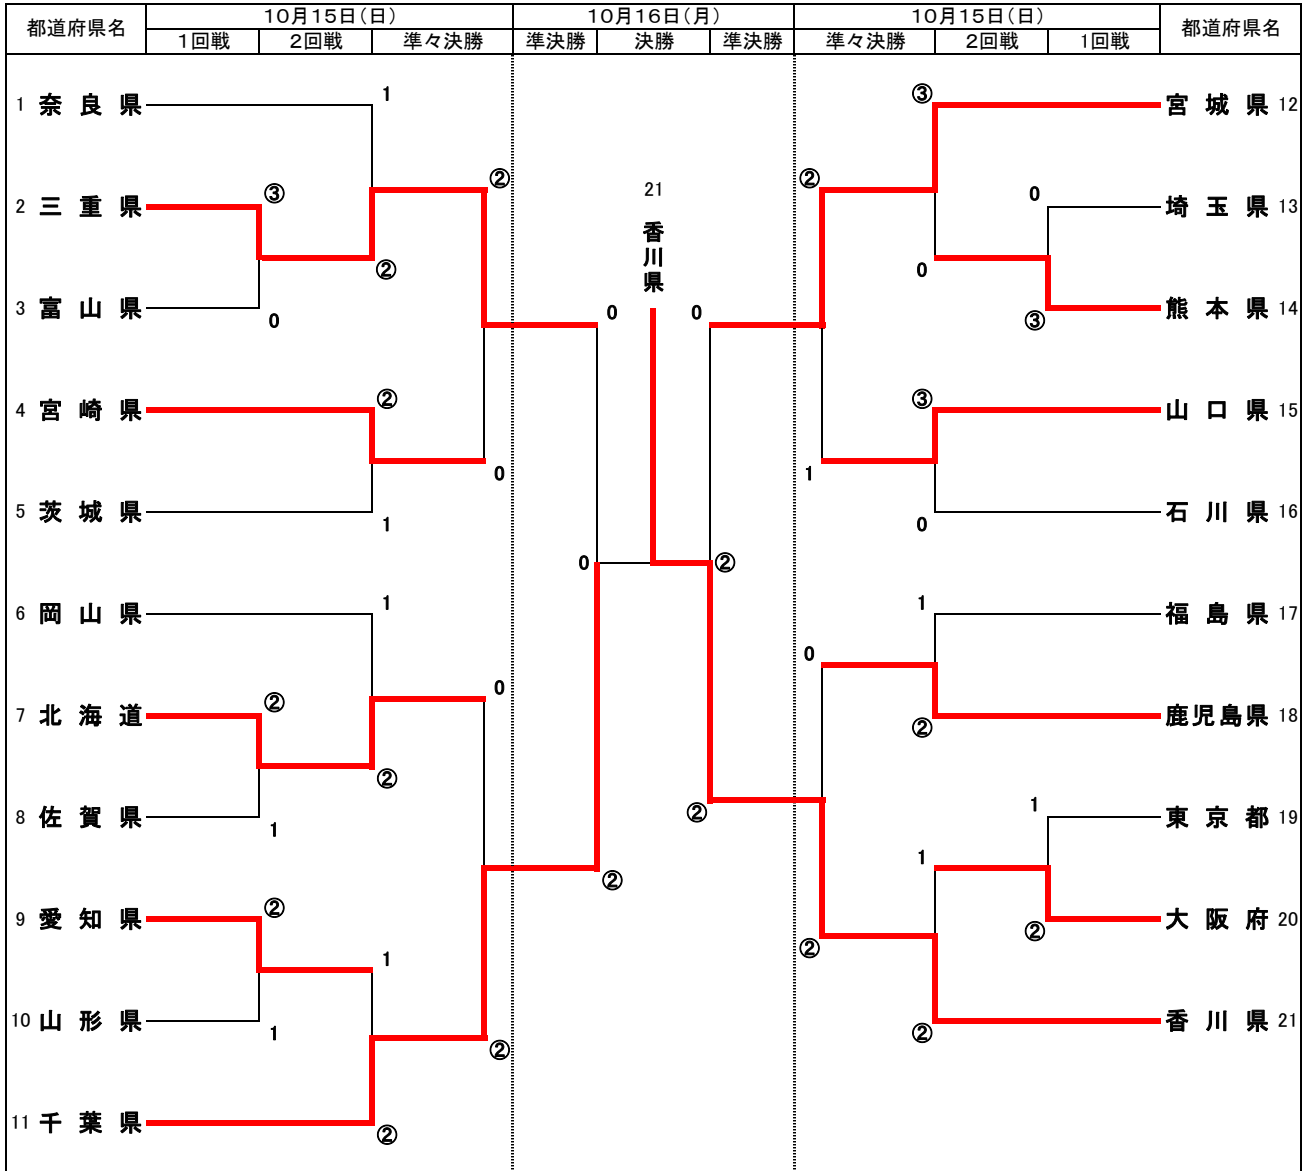 都道府県名 10月15日(日) 10月16日(月) 10月15日(日) 都道府県名
1回戦 2回戦 準々決勝 準決勝 決勝 準決勝 準々決勝 2回戦 1回戦
1 ③
1 奈良県 宮城県 12
② 21 ②
③ 0
2 三重県 香川県 埼玉県 13
② 0
3 富山県 0 0 熊本県 14
0 ③
② ③
4 宮崎県 山口県 15
0 1
5 茨城県 石川県 16
1 0
0 ②
1 1
6 岡山県 福島県 17
0 0
②
7 北海道 鹿児島県 18
②
② 1
8 佐賀県 ② 東京都 19
1 1
② ②
9 愛知県 大阪府 20
②
1 ②
10 山形県 香川県 21
1 ②
②
11 千葉県
②